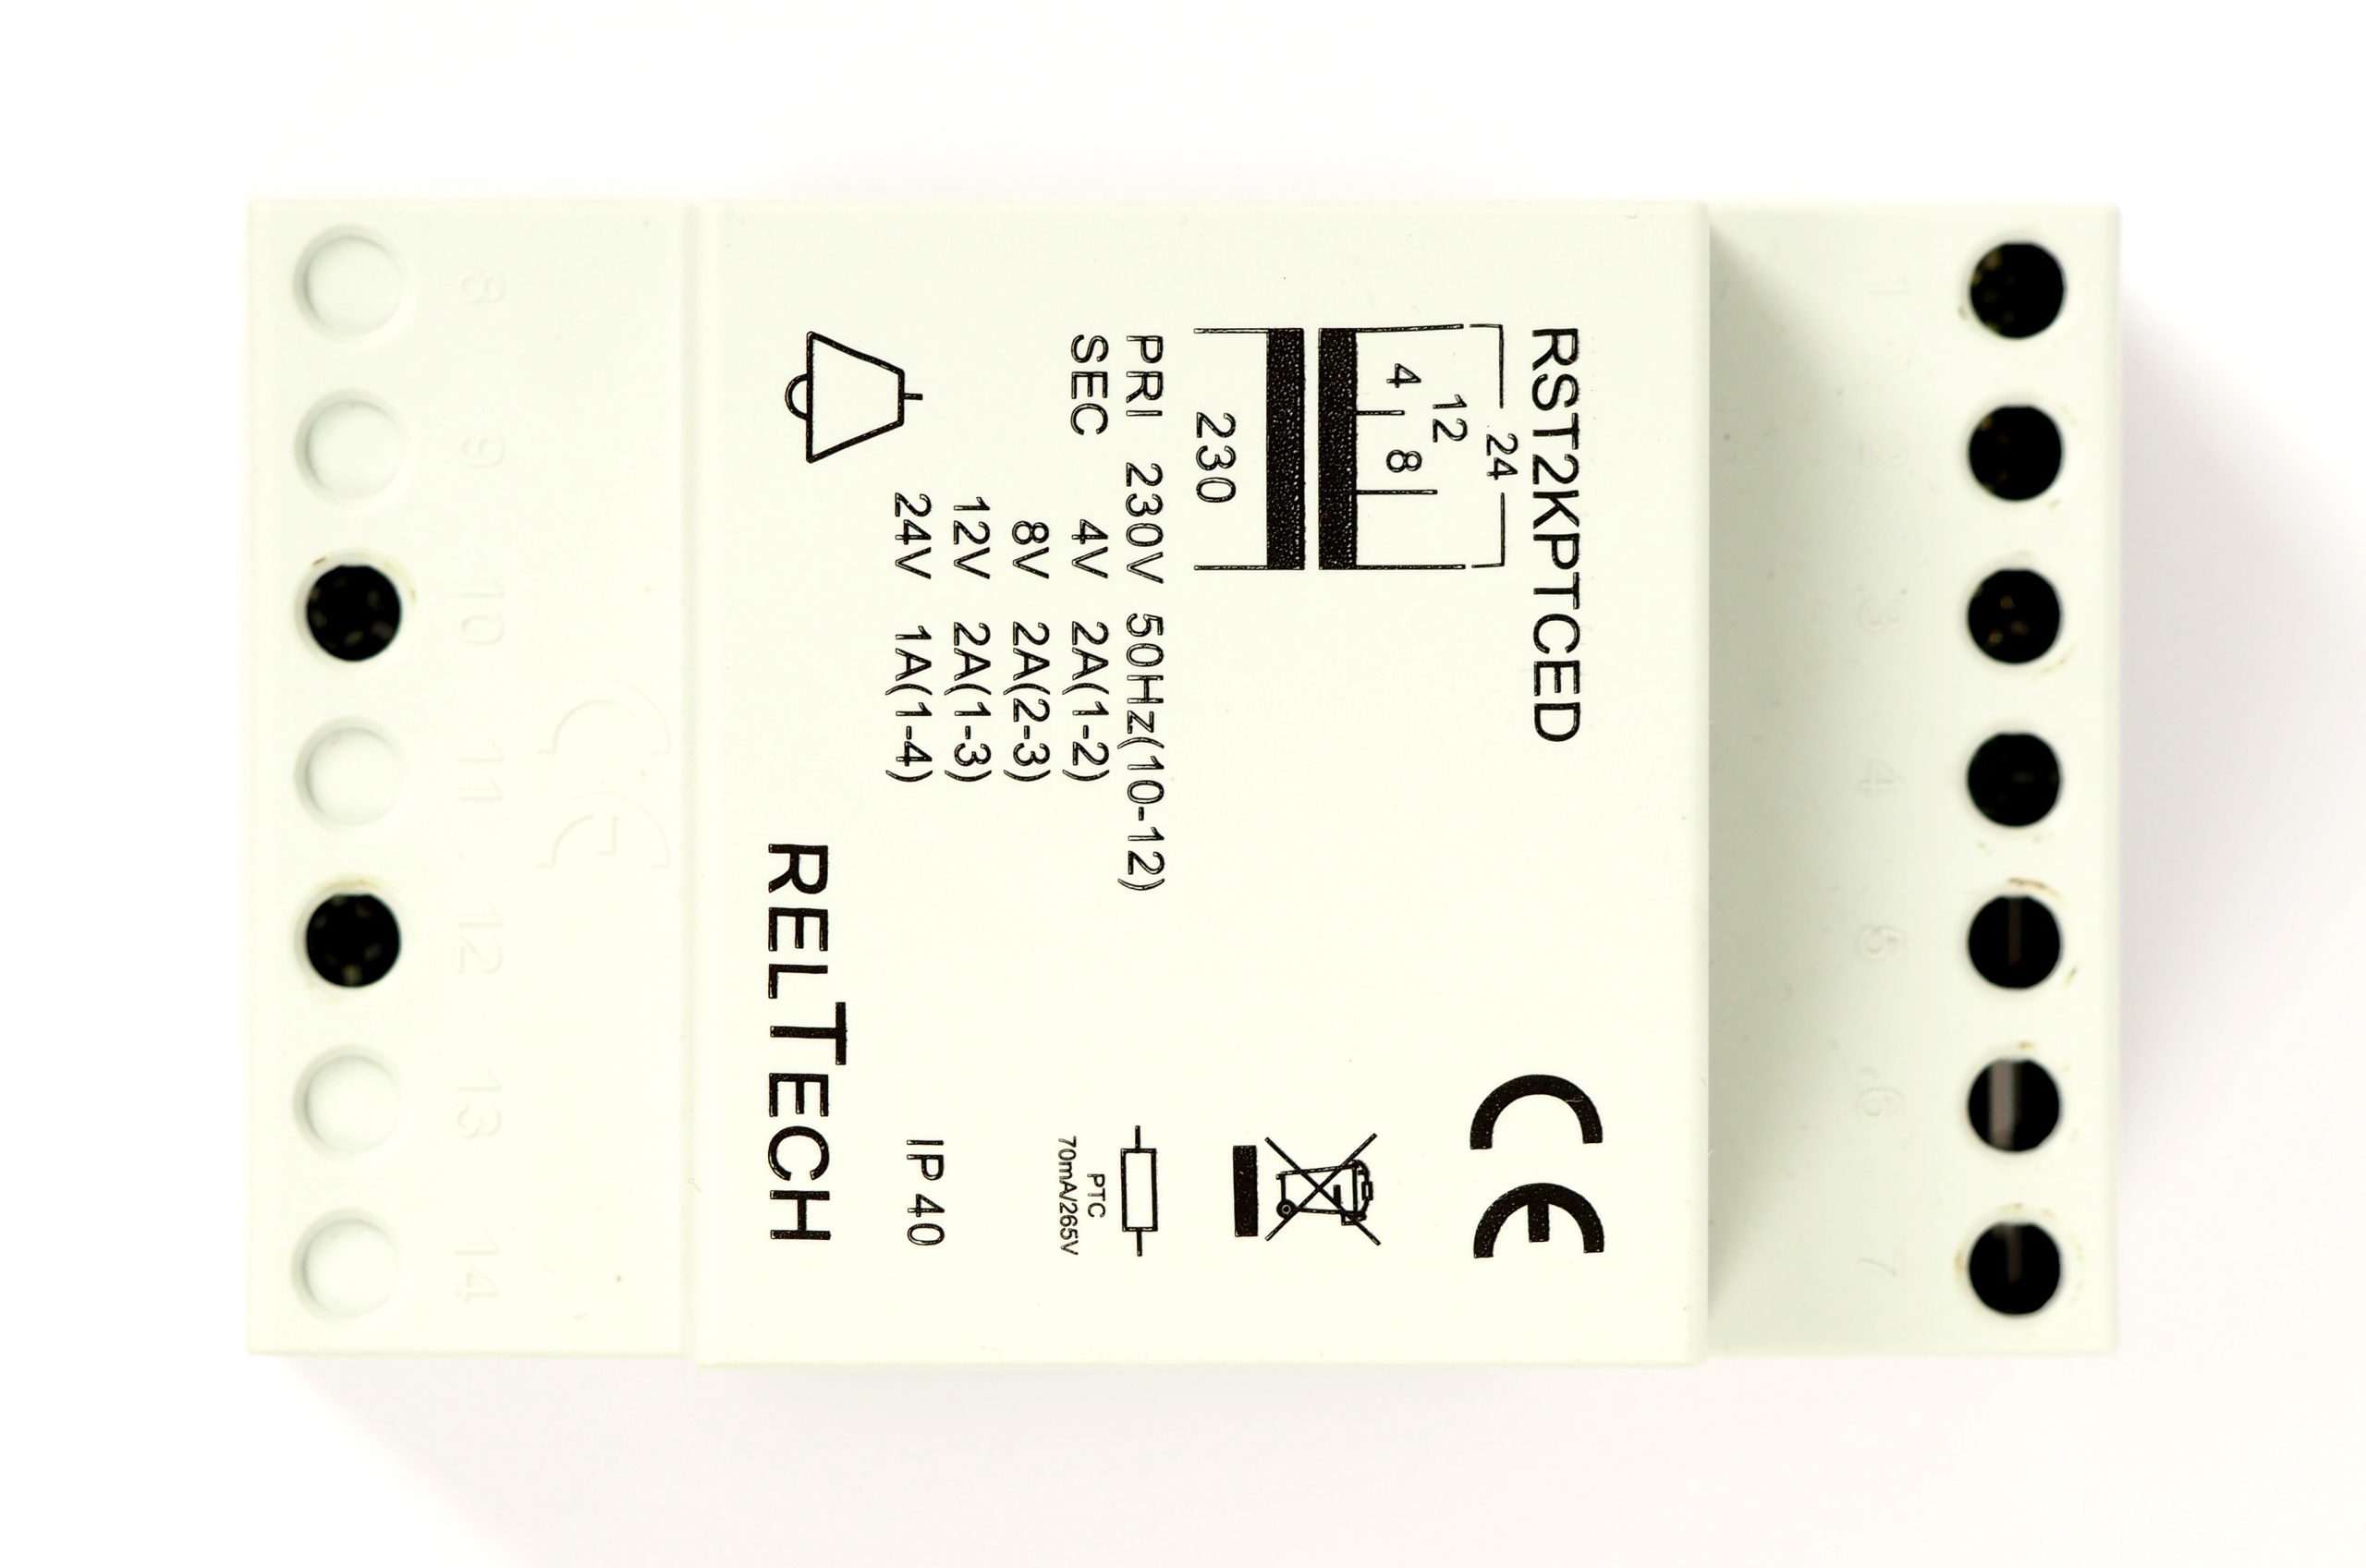 1 2 3 4 5 6 7
RST2KPTCED
24
12
4 8
230
PRI 230V 50Hz(10-12)
SEC 4V 2A(1-2)
8V 2A(2-3)
12V 2A(1-3)
24V 1A(1-4)
CE
PTC
70mA/265V
IP40
RELTECH
CE
8 9 10 11 12 13 14